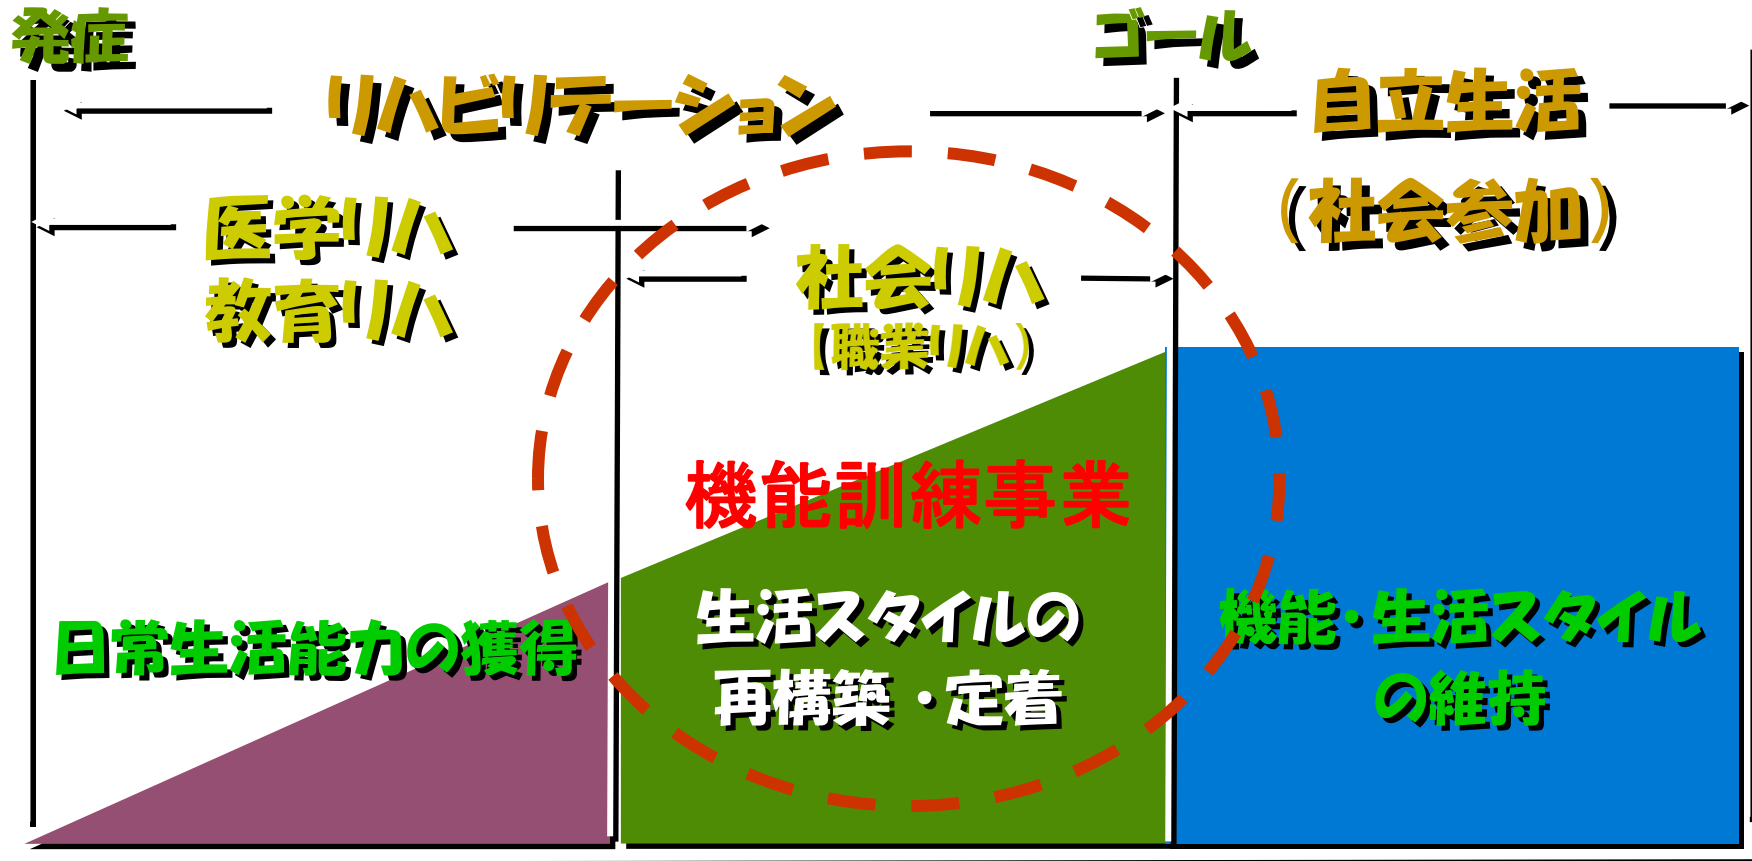 発症
ゴール
リハビリテーション
自立生活
(社会参加)
医学リハ
教育リハ
社会リハ
(職業リハ)
機能訓練事業
日常生活能力の獲得
生活スタイルの
再構築・定着
機能・生活スタイル
の維持